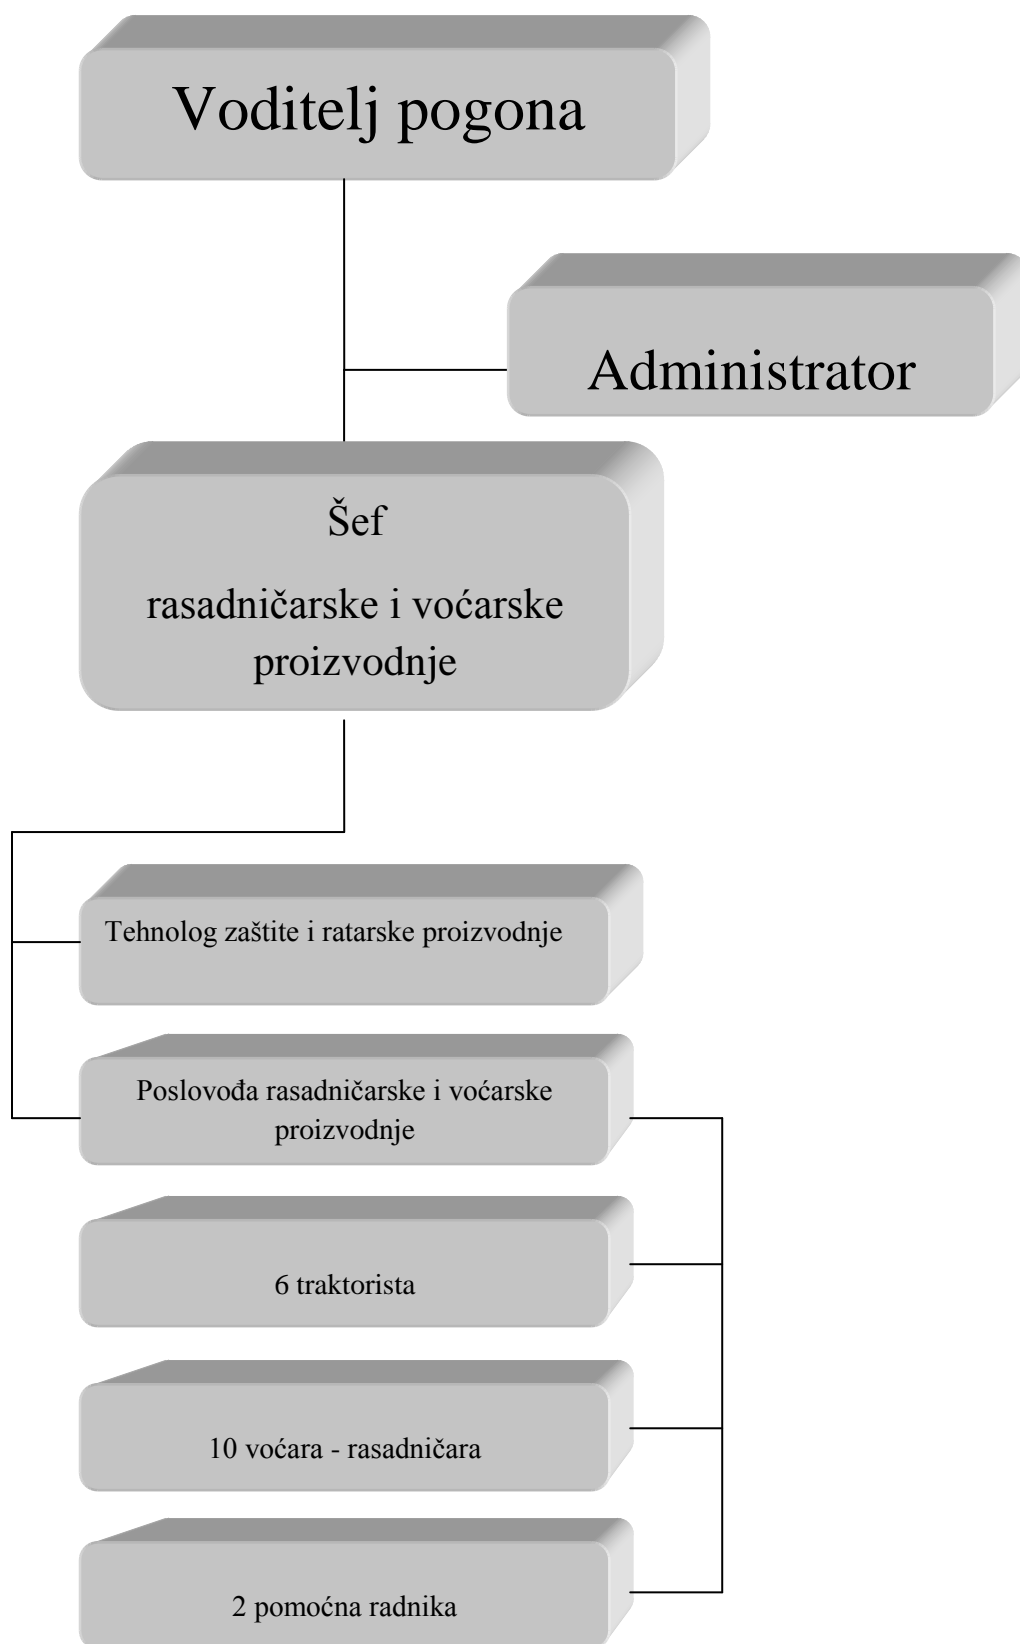 Voditelj pogona
Administrator
Šef
rasadničarske i voćarske
proizvodnje
Tehnolog zaštite i ratarske proizvodnje
Poslovođa rasadničarske i voćarske
proizvodnje
6 traktorista
10 voćara - rasadničara
2 pomoćna radnika